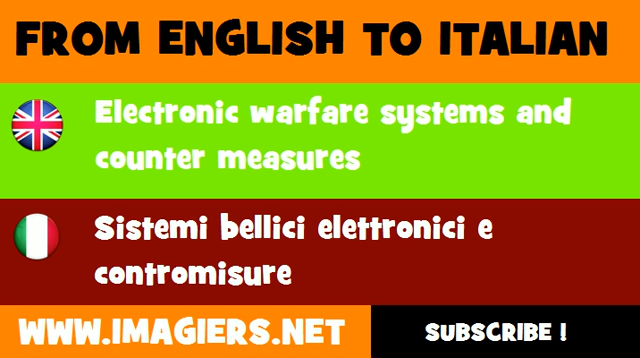 FROM ENGLISH TO ITALIAN
Electronic warfare systems and
counter measures
Sistemi bellici elettronici e
contromisure
WWW.IMAGIERS.NET
SUBSCRIBE !